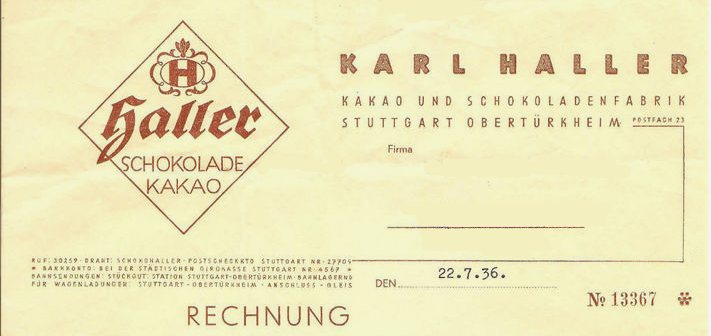 H
Haller
SCHOKOLADE
KAKAO
KARL HALLER
KAKAO UND SCHOKOLADENFABRIK
STUTTGART OBERTÜRKHEIM POSTFACH 23
Firma
RUF: 30259 · DRAHT: SCHOKOHALLER · POSTSCHECKKTO STUTTGART NR · 27709
* BANKKONTO: BEI DER STÄDTISCHEN GIROKASSE STUTTGART NR · 4567 *
BAHNSENDUNGEN: STÜCKGUT: STATION STUTTGART-OBERTÜRKHEIM · BAHNLAGERND
FÜR WAGENLADUNGEN: STUTTGART - OBERTÜRKHEIM · ANSCHLUSS - GLEIS
DEN 22.7.36.
RECHNUNG
№ 13367